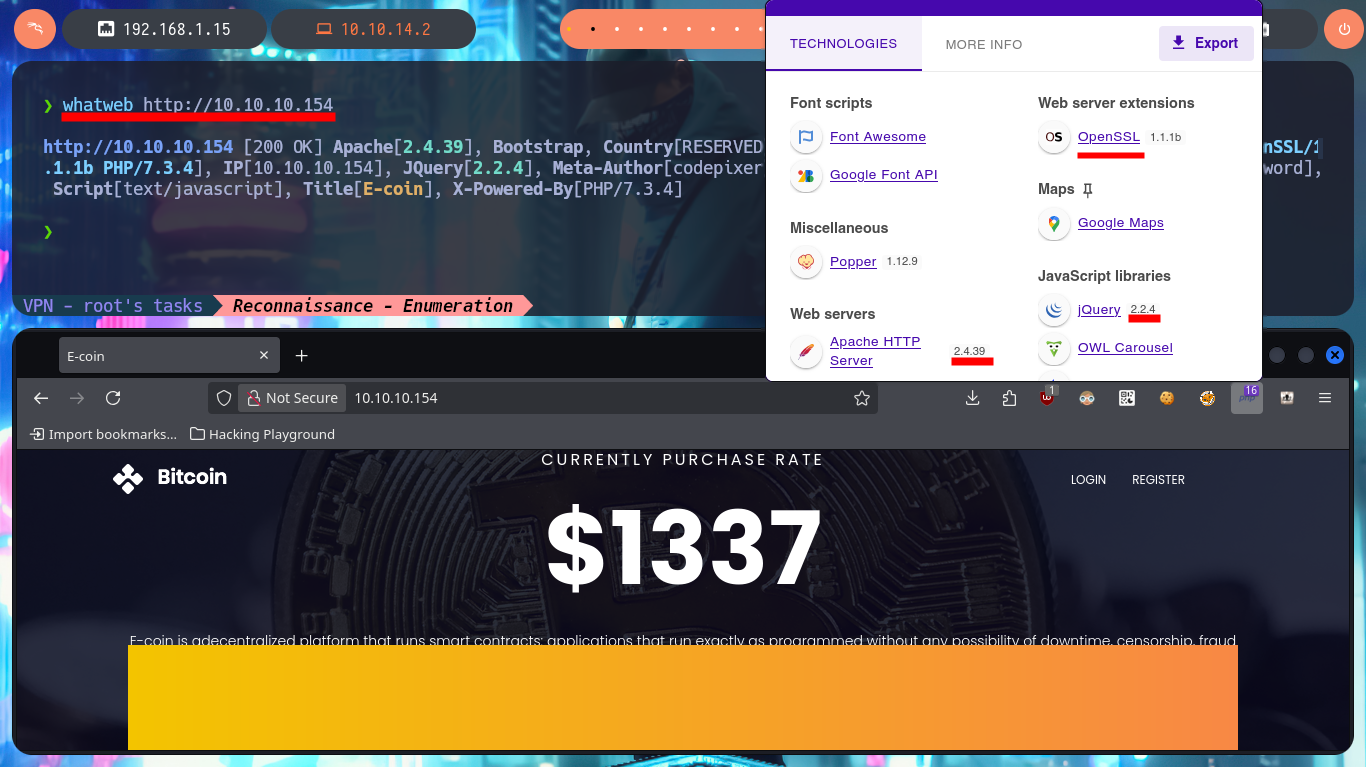 192.168.1.15
10.10.14.2
❯ whatweb http://10.10.10.154
http://10.10.10.154 [200 OK] Apache[2.4.39], Bootstrap, Country[RESERVED
nSSL/1
.1.1b PHP/7.3.4], IP[10.10.10.154], JQuery[2.2.4], Meta-Author[codepixer
word],
Script[text/javascript], Title[E-coin], X-Powered-By[PHP/7.3.4]
❯
VPN - root's tasks
Reconnaissance - Enumeration
TECHNOLOGIES
MORE INFO
Export
Font scripts
Font Awesome
Google Font API
Miscellaneous
Popper 1.12.9
Web servers
Apache HTTP
Server
2.4.39
Web server extensions
OS
OpenSSL 1.1.1b
Maps
Google Maps
JavaScript libraries
jQuery 2.2.4
OWL Carousel
E-coin
Not Secure
10.10.10.154
1
16
Import bookmarks...
Hacking Playground
CURRENTLY PURCHASE RATE
Bitcoin
LOGIN
REGISTER
$1337
E-coin is adecentralized platform that runs smart contracts: applications that run exactly as programmed without any possibility of downtime, censorship, fraud